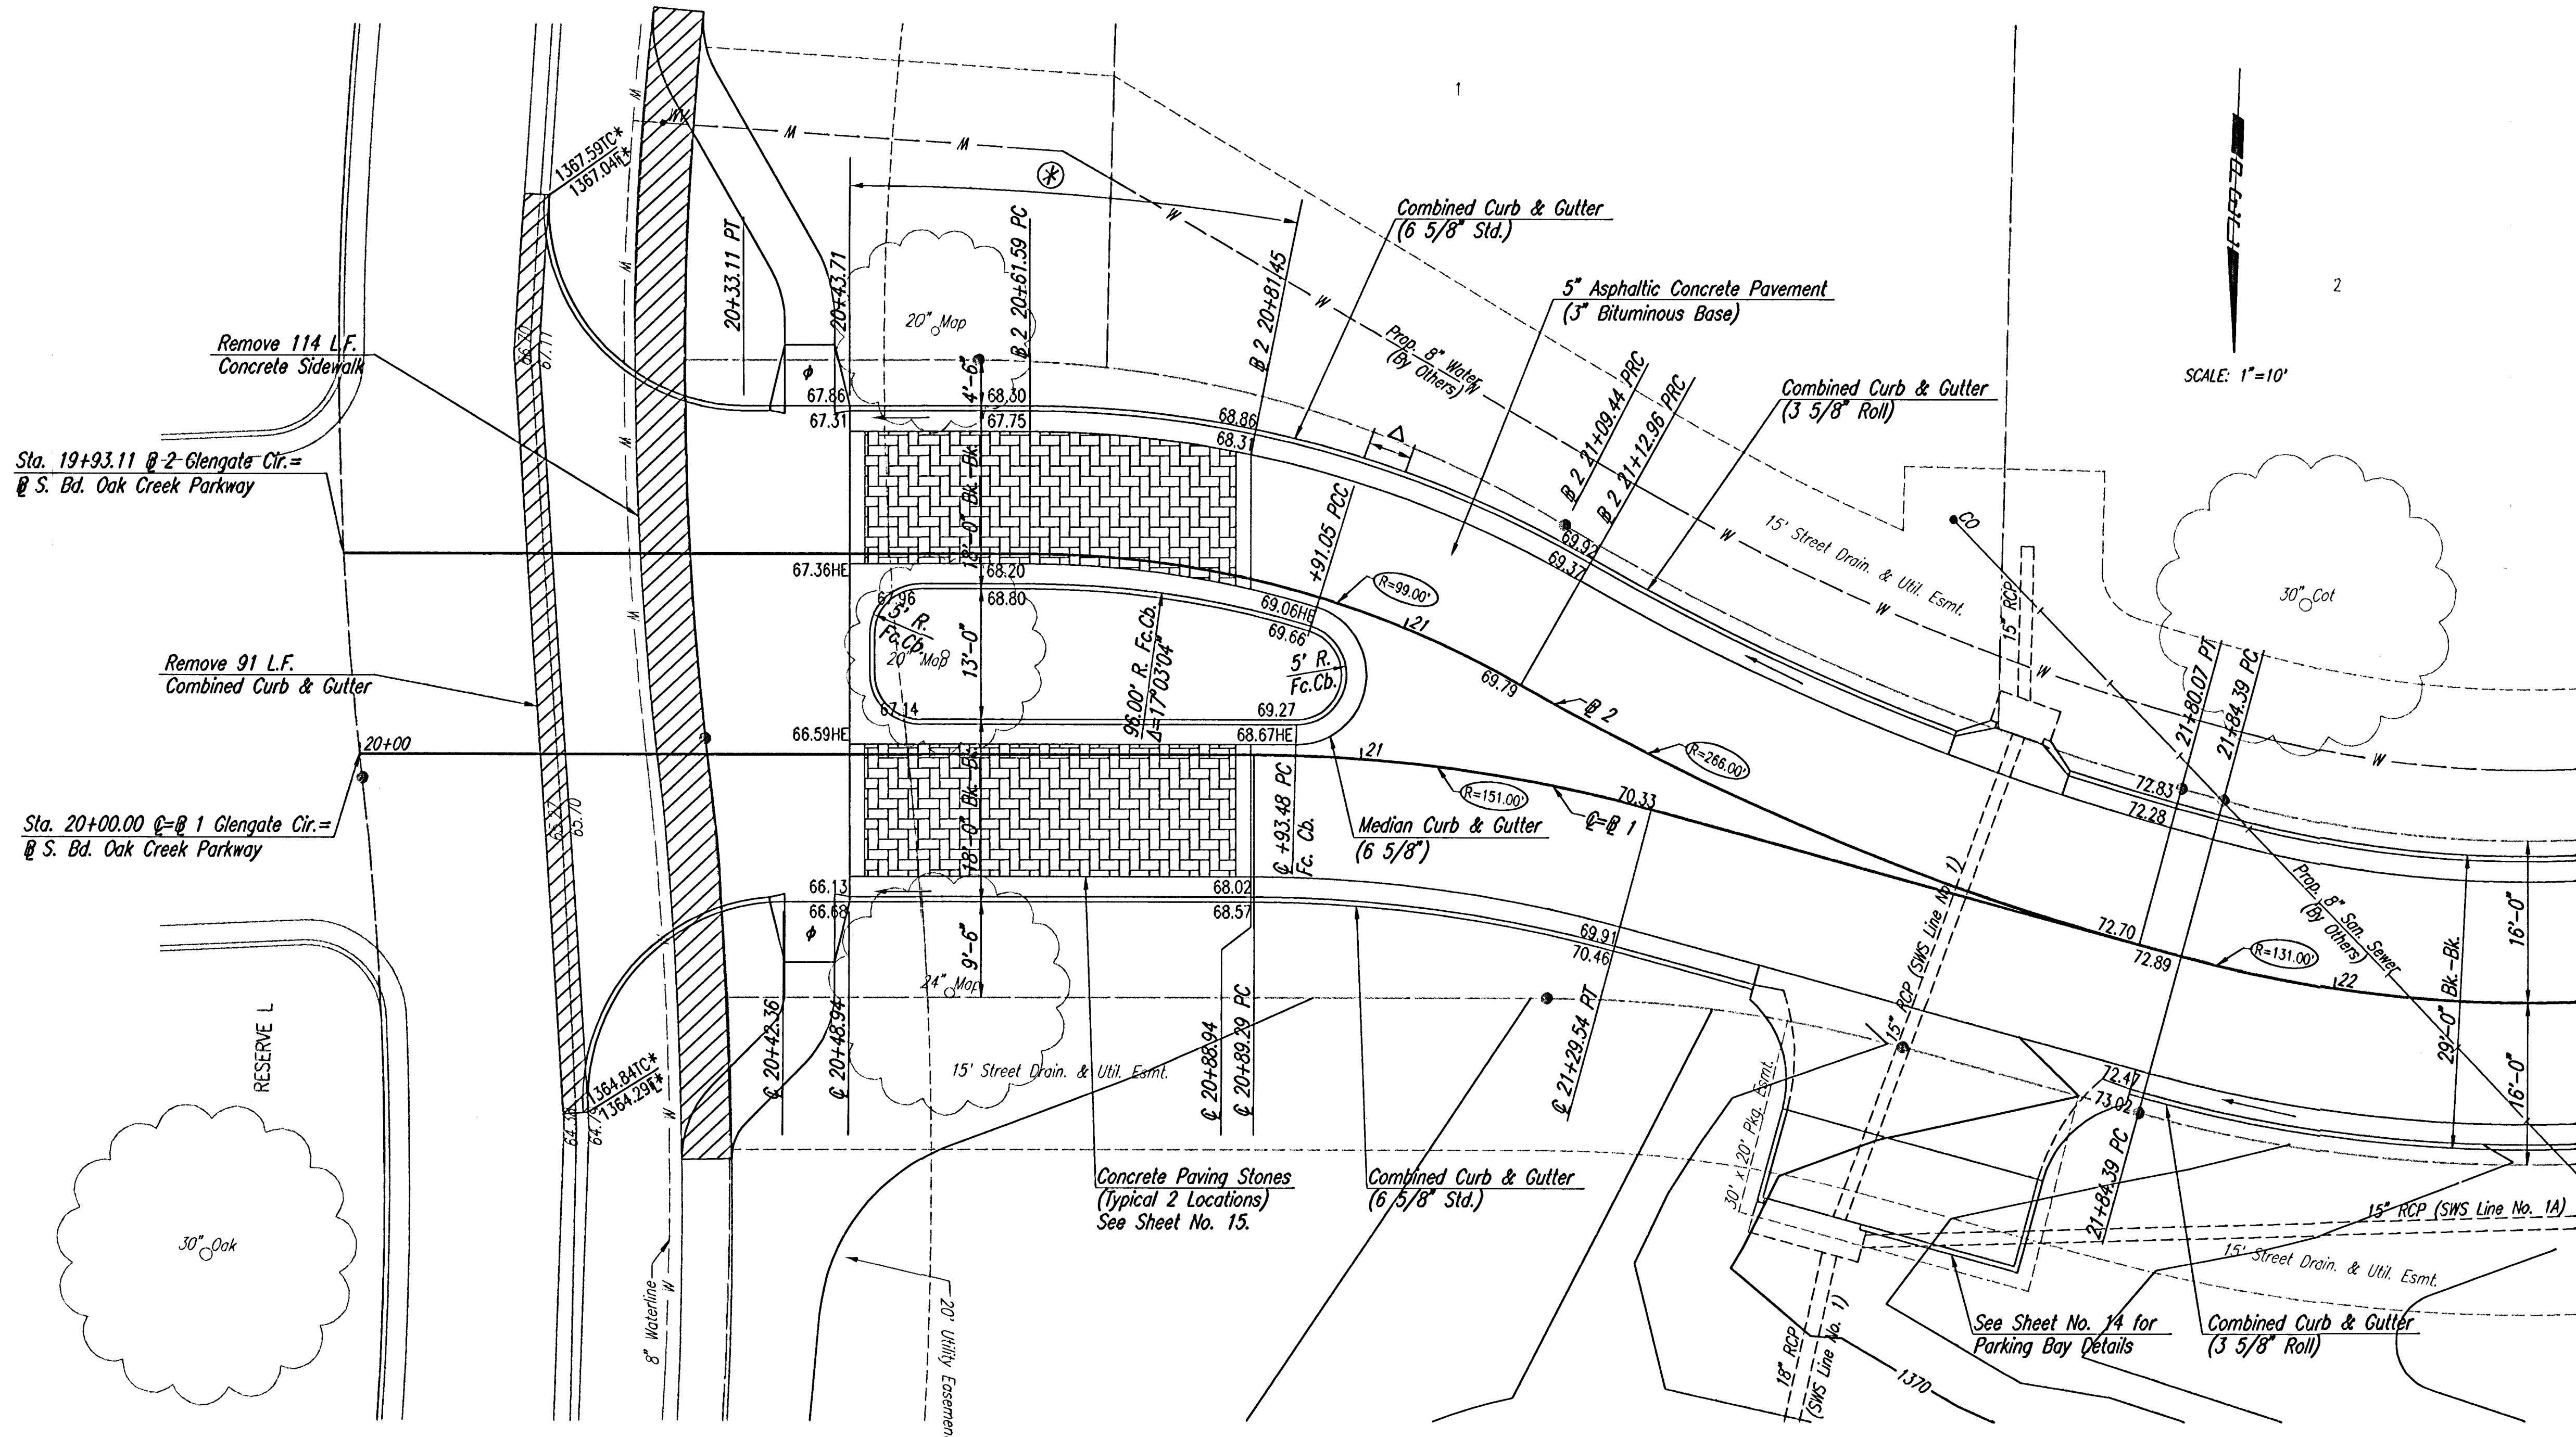 1
2
SCALE: 1"=10'
1367.59TC*
1367.04
WV
W
W
W
20+33.11 PT
20+43.71
20" Map
℔ 2 20+61.59 PC
℔ 2 20+81.45
Combined Curb & Gutter
(6 5/8" Std.)
5" Asphaltic Concrete Pavement
(3" Bituminous Base)
Prop. 8" Water
(By Others)
℔ 2 21+09.44 PRC
℔ 2 21+12.96 PRC
Combined Curb & Gutter
(3 5/8" Roll)
Remove 114 L.F.
Concrete Sidewalk
66.70
67.11
Φ
67.86
67.31
4'-6"
68.30
67.75
68.86
68.31
Δ
69.92
69.37
+91.05 PCC
Sta. 19+93.11 ℔-2 Glengate Cir.=
℔ S. Bd. Oak Creek Parkway
18'-0" Bk.-Bk.
15' Street Drain. & Util. Esmt.
CO
15" RCP
30" Cot
67.36HE
68.20
68.80
67.96
5' R.
Fc.Cb.
20" Map
13'-0"
96.00' R. Fc.Cb.
Δ=17°03'04"
69.06HE
69.66
5' R.
Fc.Cb.
R=99.00'
21
69.79
℔ 2
R=266.00'
Remove 91 L.F.
Combined Curb & Gutter
67.14
69.27
66.59HE
68.67HE
20+00
21
R=151.00'
70.33
℄=℔ 1
21+80.07 PT
21+84.39 PC
72.83
72.28
Sta. 20+00.00 ℄=℔ 1 Glengate Cir.=
℔ S. Bd. Oak Creek Parkway
65.70
18'-0" Bk.-Bk.
℄ +93.48 PC
Fc. Cb.
Median Curb & Gutter
(6 5/8")
66.13
66.68
Φ
68.02
68.57
9'-6"
24" Map
69.91
70.46
15" RCP (SWS Line No. 1)
72.70
72.89
R=131.00'
22
Prop. 8" San. Sewer
(By Others)
29'-0" Bk.-Bk.
16'-0"
16'-0"
RESERVE L
1364.84TC*
1364.29
℄ 20+42.36
℄ 20+48.94
℄ 20+88.94
℄ 20+89.29 PC
℄ 21+29.54 PT
15' Street Drain. & Util. Esmt.
30' x 20' Pkg. Esmt.
72.47
73.02
21+84.39 PC
Concrete Paving Stones
(Typical 2 Locations)
See Sheet No. 15.
Combined Curb & Gutter
(6 5/8" Std.)
15" RCP (SWS Line No. 1A)
15' Street Drain. & Util. Esmt.
30" Oak
8" Waterline
20' Utility Easemen
18" RCP
(SWS Line No. 1)
1370
See Sheet No. 14 for
Parking Bay Details
Combined Curb & Gutter
(3 5/8" Roll)